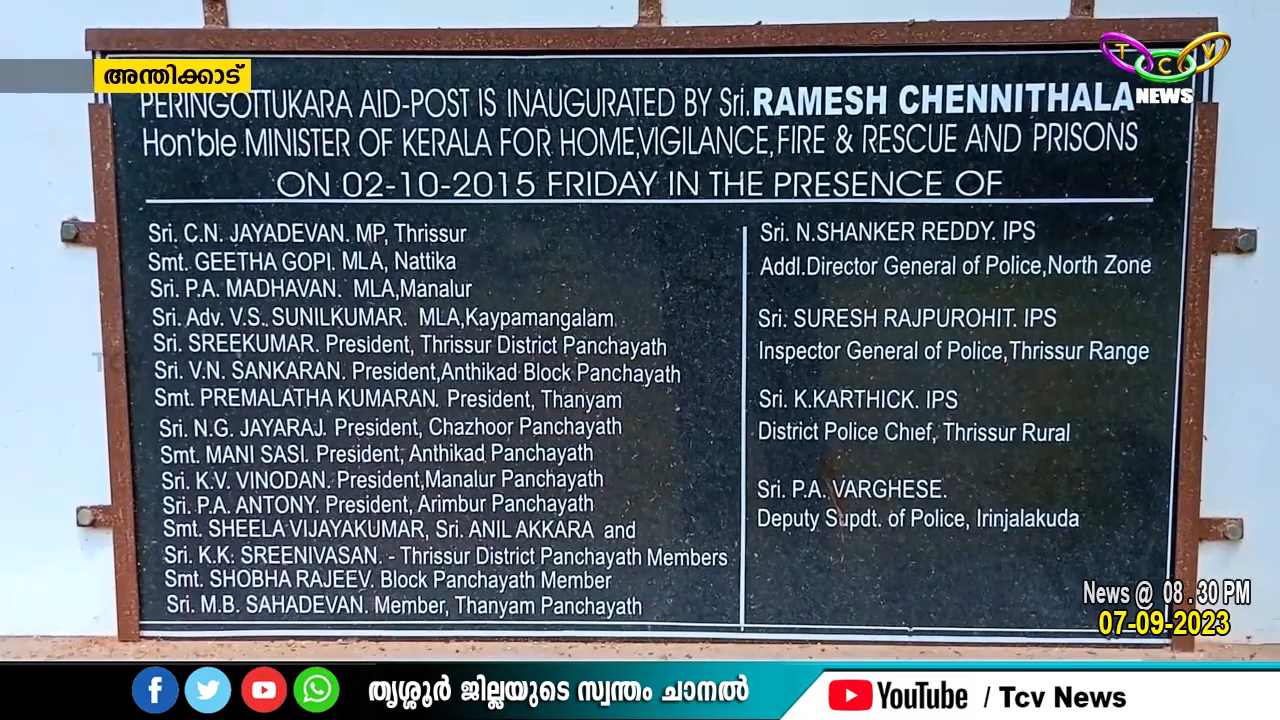 അന്തിക്കാട്
TCV
NEWS
PERINGOTTUKARA AID-POST IS INAUGURATED BY Sri.RAMESH CHENNITHALA
Hon'ble MINISTER OF KERALA FOR HOME,VIGILANCE,FIRE & RESCUE AND PRISONS
ON 02-10-2015 FRIDAY IN THE PRESENCE OF
Sri. C.N. JAYADEVAN. MP, Thrissur
Smt. GEETHA GOPI. MLA, Nattika
Sri. P.A. MADHAVAN. MLA,Manalur
Sri. Adv. V.S. SUNILKUMAR. MLA,Kaypamangalam
Sri. SREEKUMAR. President, Thrissur District Panchayath
Sri. V.N. SANKARAN. President,Anthikad Block Panchayath
Smt. PREMALATHA KUMARAN. President, Thanyam
Sri. N.G. JAYARAJ. President, Chazhoor Panchayath
Smt. MANI SASI. President, Anthikad Panchayath
Sri. K.V. VINODAN. President,Manalur Panchayath
Sri. P.A. ANTONY. President, Arimbur Panchayath
Smt. SHEELA VIJAYAKUMAR, Sri. ANIL AKKARA and
Sri. K.K. SREENIVASAN. - Thrissur District Panchayath Members
Smt. SHOBHA RAJEEV. Block Panchayath Member
Sri. M.B. SAHADEVAN. Member, Thanyam Panchayath
Sri. N.SHANKER REDDY. IPS
Addl.Director General of Police,North Zone
Sri. SURESH RAJPUROHIT. IPS
Inspector General of Police,Thrissur Range
Sri. K.KARTHICK. IPS
District Police Chief, Thrissur Rural
Sri. P.A. VARGHESE.
Deputy Supdt. of Police, Irinjalakuda
News @ 08.30 PM
07-09-2023
തൃശ്ശൂർ ജില്ലയുടെ സ്വന്തം ചാനൽ
YouTube / Tcv News